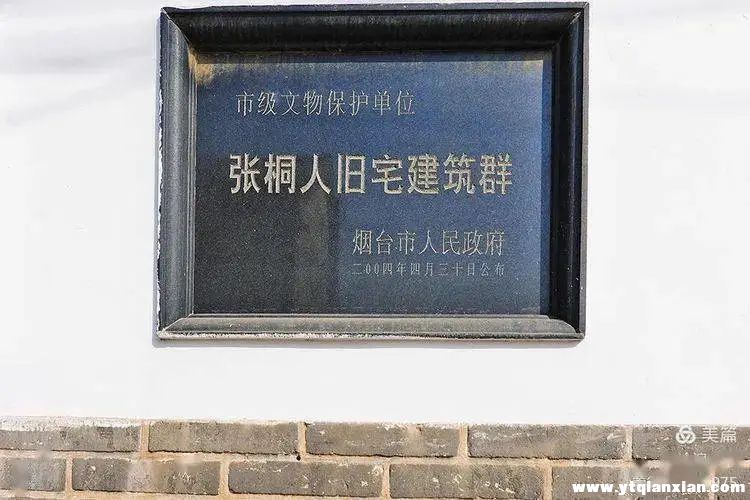 市级文物保护单位
张桐人旧宅建筑群
烟台市人民政府
二00四年四月三十日公布
美篇
www.ytqianxian.com